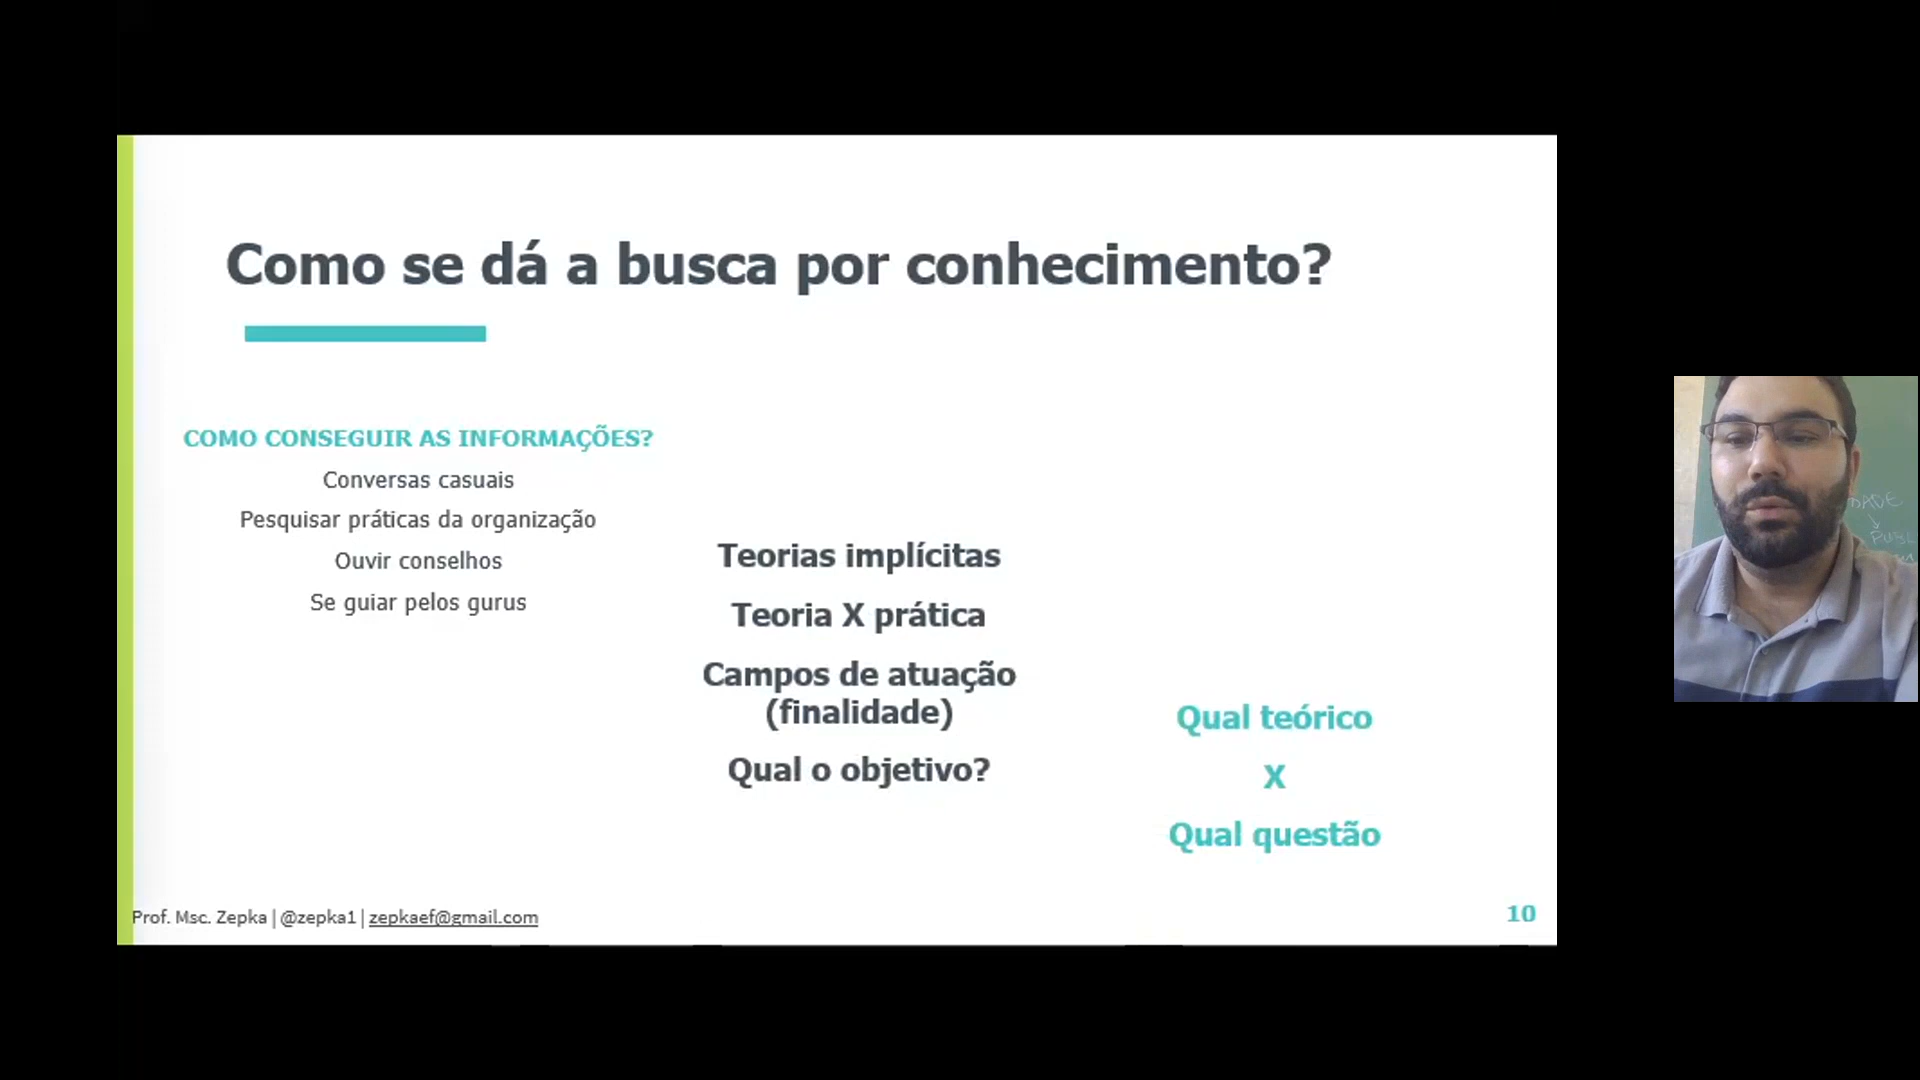 Como se dá a busca por conhecimento?
COMO CONSEGUIR AS INFORMAÇÕES?
Conversas casuais
Pesquisar práticas da organização
Ouvir conselhos
Se guiar pelos gurus
Teorias implícitas
Teoria X prática
Campos de atuação
(finalidade)
Qual o objetivo?
Qual teórico
X
Qual questão
Prof. Msc. Zepka | @zepka1 | zepkaef@gmail.com
10